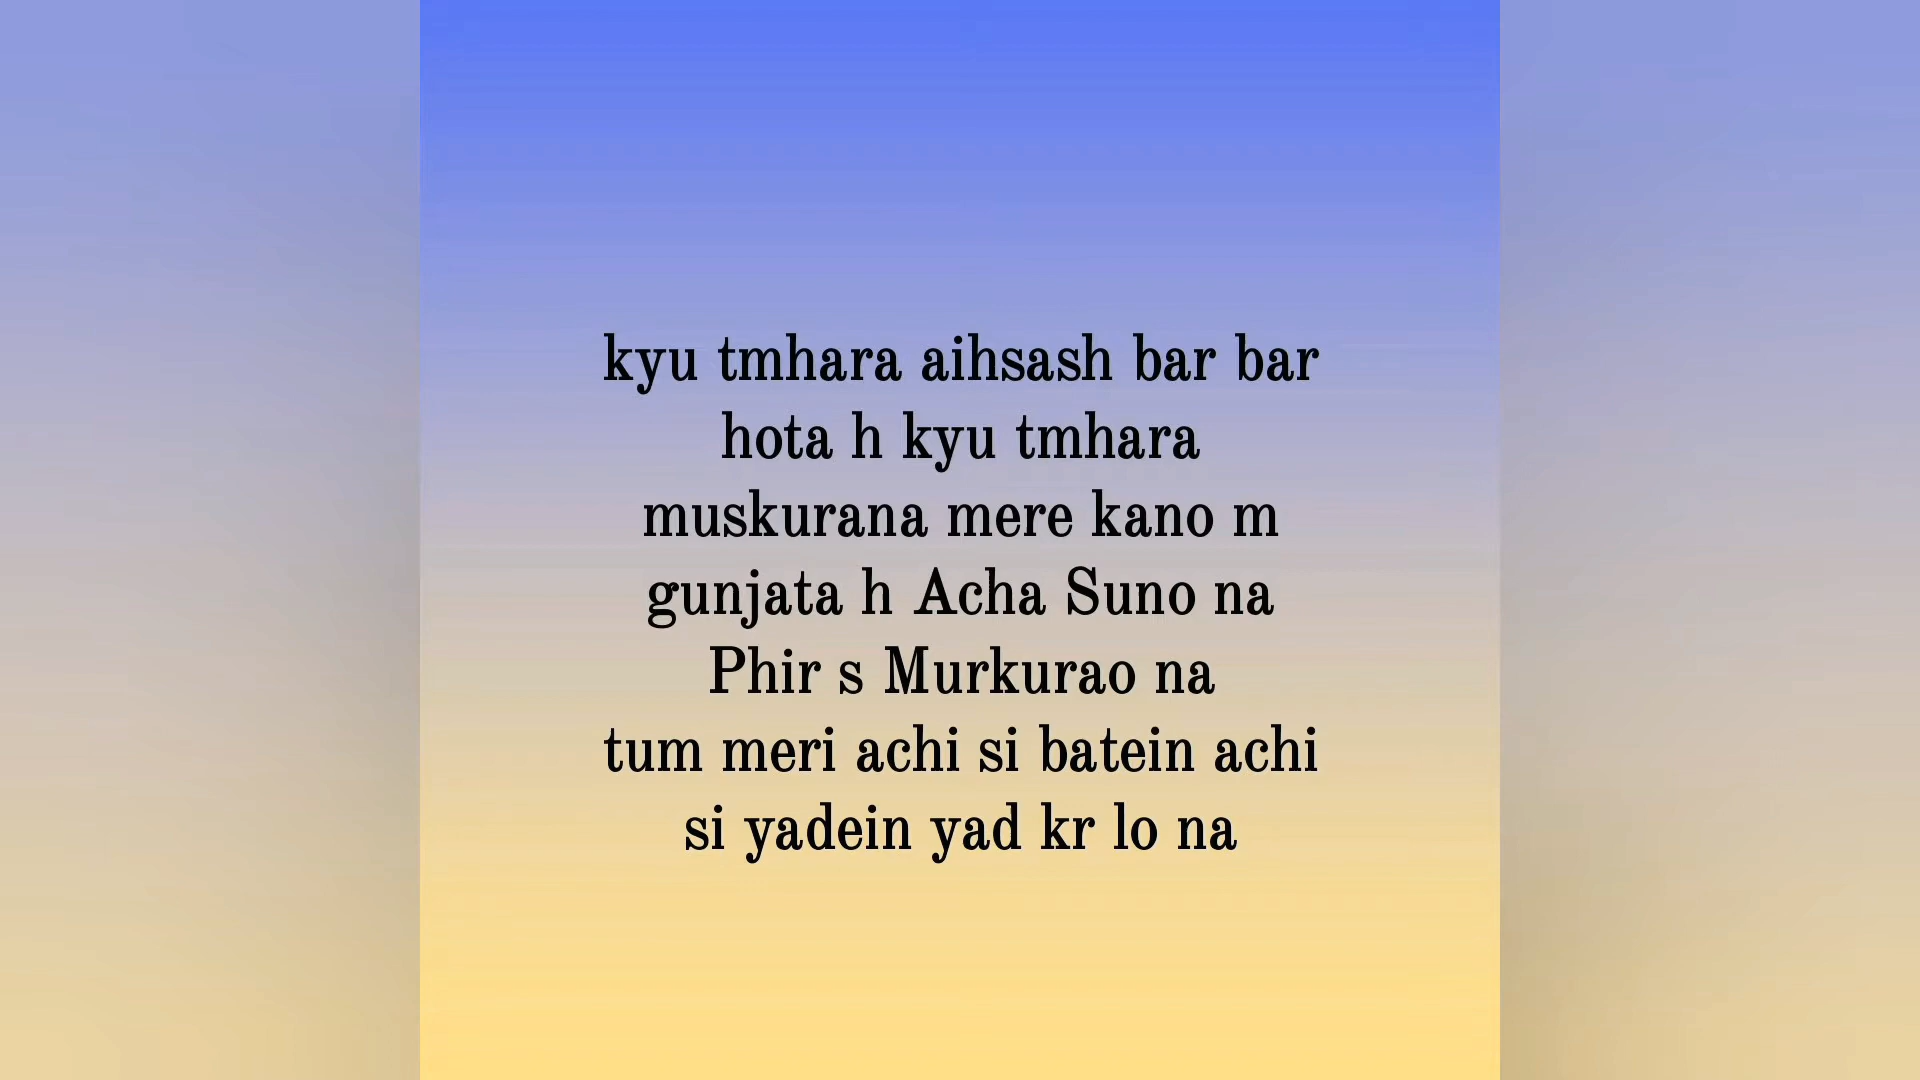 kyu tmhara aihsash bar bar
hota h kyu tmhara
muskurana mere kano m
gunjata h Acha Suno na
Phir s Murkurao na
tum meri achi si batein achi
si yadein yad kr lo na